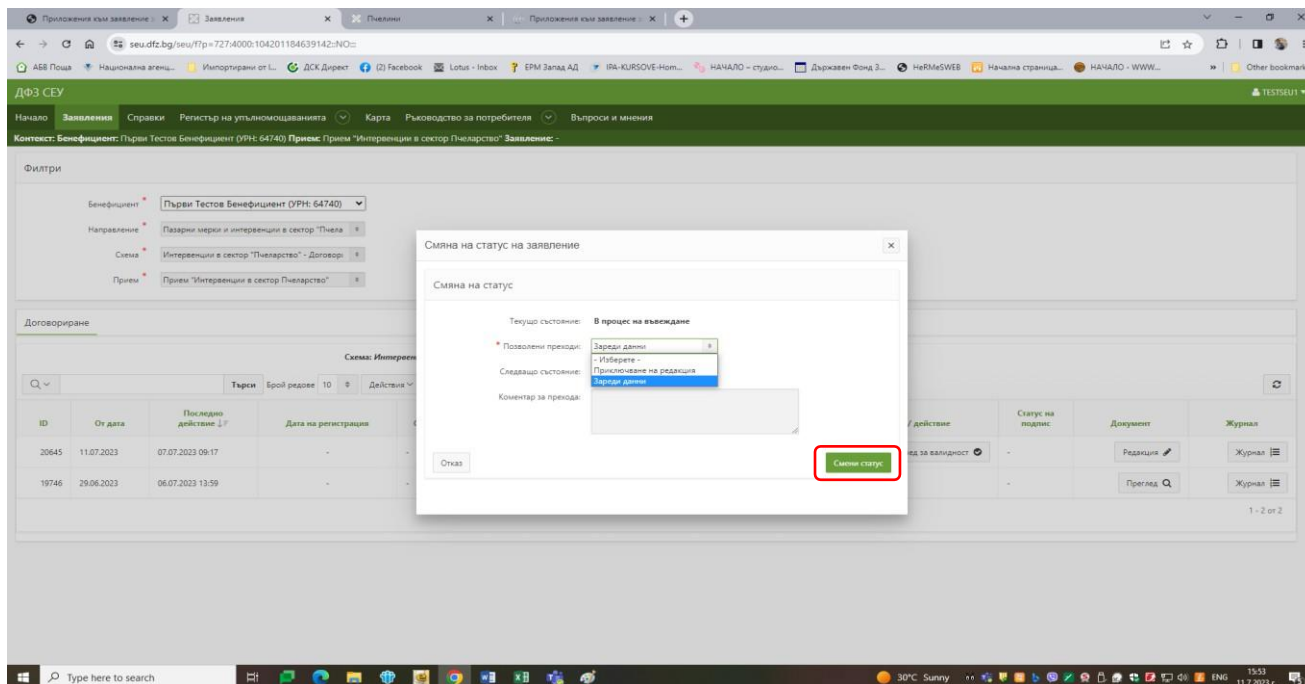 Приложения към заявление
Заявления
Пчелини
Приложения към заявление
seu.dfz.bg/seu/f?p=727:4000:104201184639142::NO:::
АБВ Поща
Национална агенц...
Импортирани от I...
ДСК Директ
(2) Facebook
Lotus - Inbox
ЕРМ Запад АД
IPA-KURSOVE-Hom...
НАЧАЛО – студио...
Държавен Фонд З...
HeRMeSWEB
Начална страница...
НАЧАЛО - WWW...
»
Other bookmark
ДФЗ СЕУ
TESTSEU1
Начало Заявления Справки Регистър на упълномощаванията Карта Ръководство за потребителя Въпроси и мнения
Контекст: Бенефициент: Първи Тестов Бенефициент (УРН: 64740) Прием: Прием "Интервенции в сектор Пчеларство" Заявление: -
Филтри
Бенефициент * Първи Тестов Бенефициент (УРН: 64740)
Направление * Пазарни мерки и интервенции в сектор "Пчела
Схема * Интервенции в сектор "Пчеларство" - Договор
Прием * Прием "Интервенции в сектор Пчеларство"
Смяна на статус на заявление
Смяна на статус
Текущо състояние: В процес на въвеждане
* Позволени преходи: Зареди данни
- Изберете -
Приключване на редакция
Зареди данни
Следващо състояние:
Коментар за прехода:
Отказ
Смени статус
Договориране
Схема: Интервен
Търси Брой редове 10 Действия
ID От дата Последно действие Дата на регистрация / действие Статус на подпис Документ Журнал
20645 11.07.2023 07.07.2023 09:17 - - ед за валидност - Редакция Журнал
19746 29.06.2023 06.07.2023 13:59 - - - Преглед Журнал
1 - 2 от 2
Type here to search
30°C Sunny
ENG
15:53
11.7.2023 г.